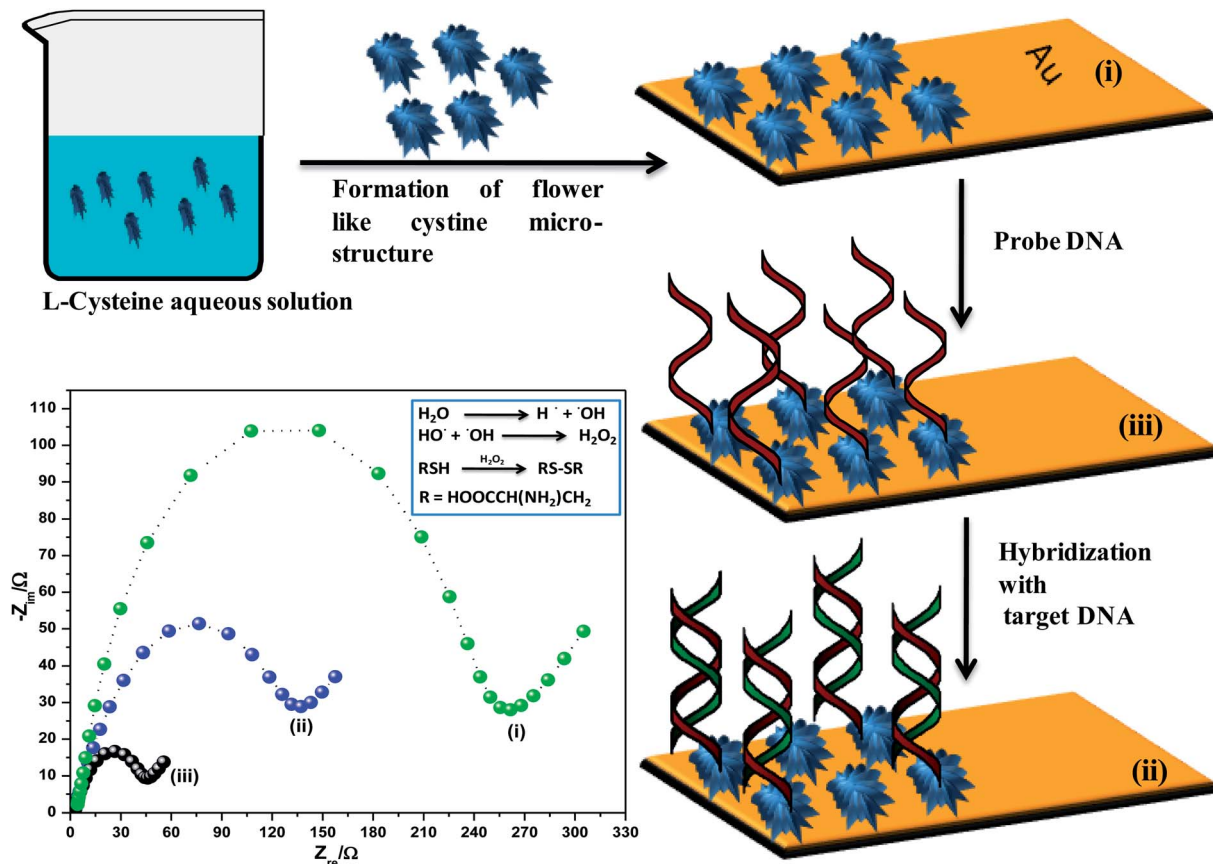 L-Cysteine aqueous solution
Formation of flower
like cystine micro-
structure
Au
(i)
Probe DNA
(iii)
Hybridization
with
target DNA
(ii)
H₂O ⟶ H˙ + ˙OH
HO˙ + ˙OH ⟶ H₂O₂
RSH H₂O₂⟶ RS-SR
R = HOOCCH(NH₂)CH₂
-Z_im/Ω
110
100
90
80
70
60
50
40
30
20
10
0
(i)
(ii)
(iii)
0 30 60 90 120 150 180 210 240 270 300 330
Z_re/Ω